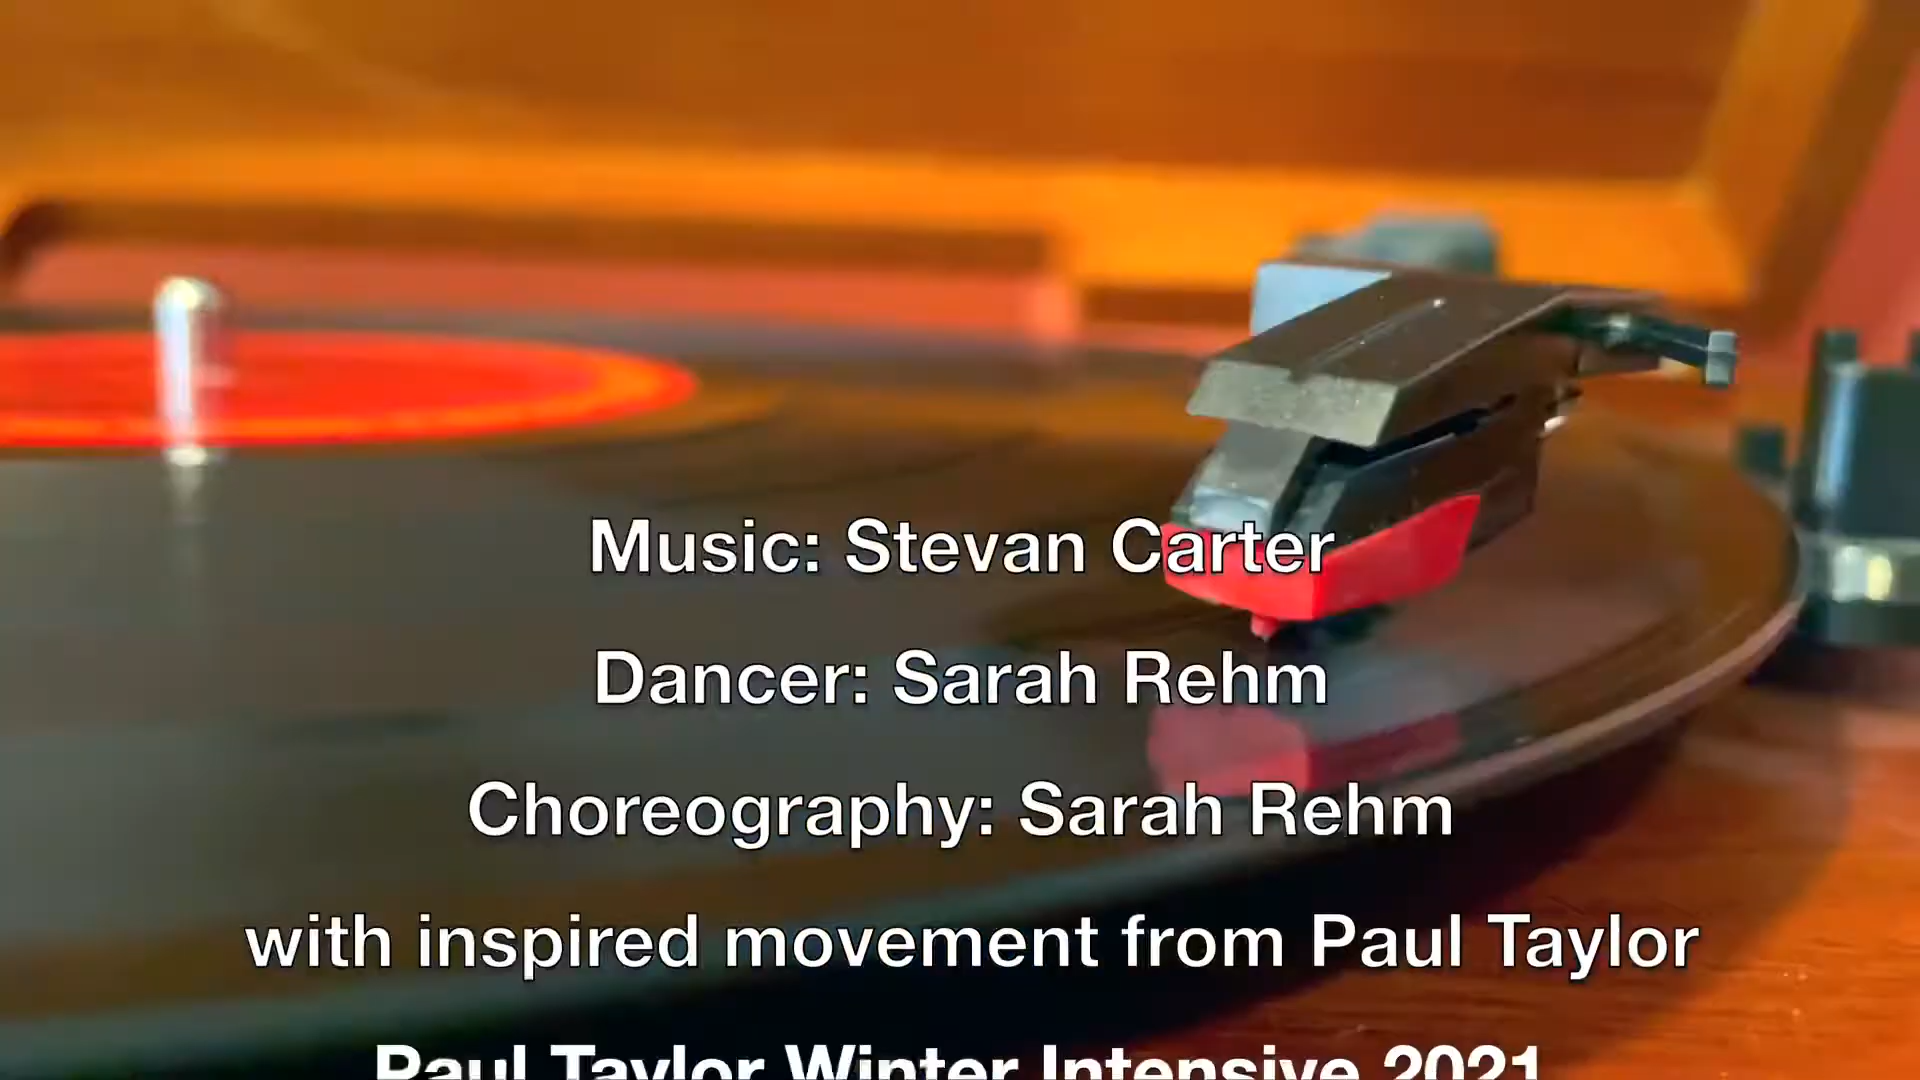 Music: Stevan Carter
Dancer: Sarah Rehm
Choreography: Sarah Rehm
with inspired movement from Paul Taylor
Paul Taylor Winter Intensive 2021